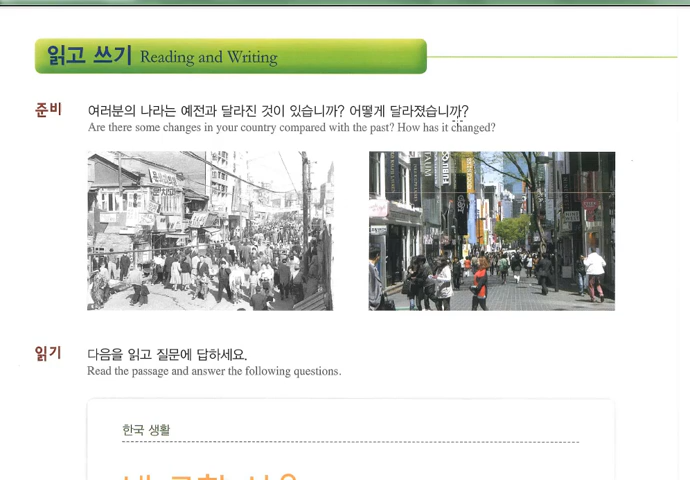 읽고 쓰기 Reading and Writing
준비 여러분의 나라는 예전과 달라진 것이 있습니까? 어떻게 달라졌습니까?
Are there some changes in your country compared with the past? How has it changed?
읽기 다음을 읽고 질문에 답하세요.
Read the passage and answer the following questions.
한국 생활